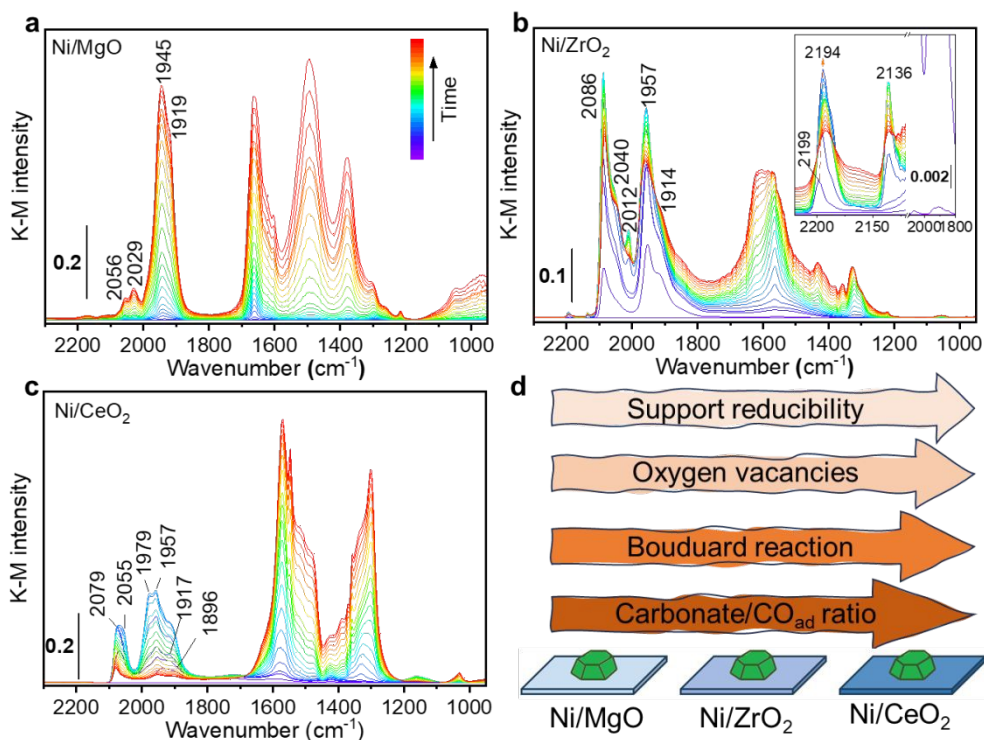 a
Ni/MgO
1945
1919
2056
2029
Time
0.2
K-M intensity
2200 2000 1800 1600 1400 1200 1000
Wavenumber (cm⁻¹)
b
Ni/ZrO₂
2086
2040
2012
1957
1914
2194
2199
2136
0.002
2200 2150 2000 1800
0.1
K-M intensity
2200 2000 1800 1600 1400 1200 1000
Wavenumber (cm⁻¹)
c
Ni/CeO₂
2079
2055
1979
1957
1917
1896
0.2
K-M intensity
2200 2000 1800 1600 1400 1200 1000
Wavenumber (cm⁻¹)
d
Support reducibility
Oxygen vacancies
Bouduard reaction
Carbonate/CO_ad ratio
Ni/MgO Ni/ZrO₂ Ni/CeO₂